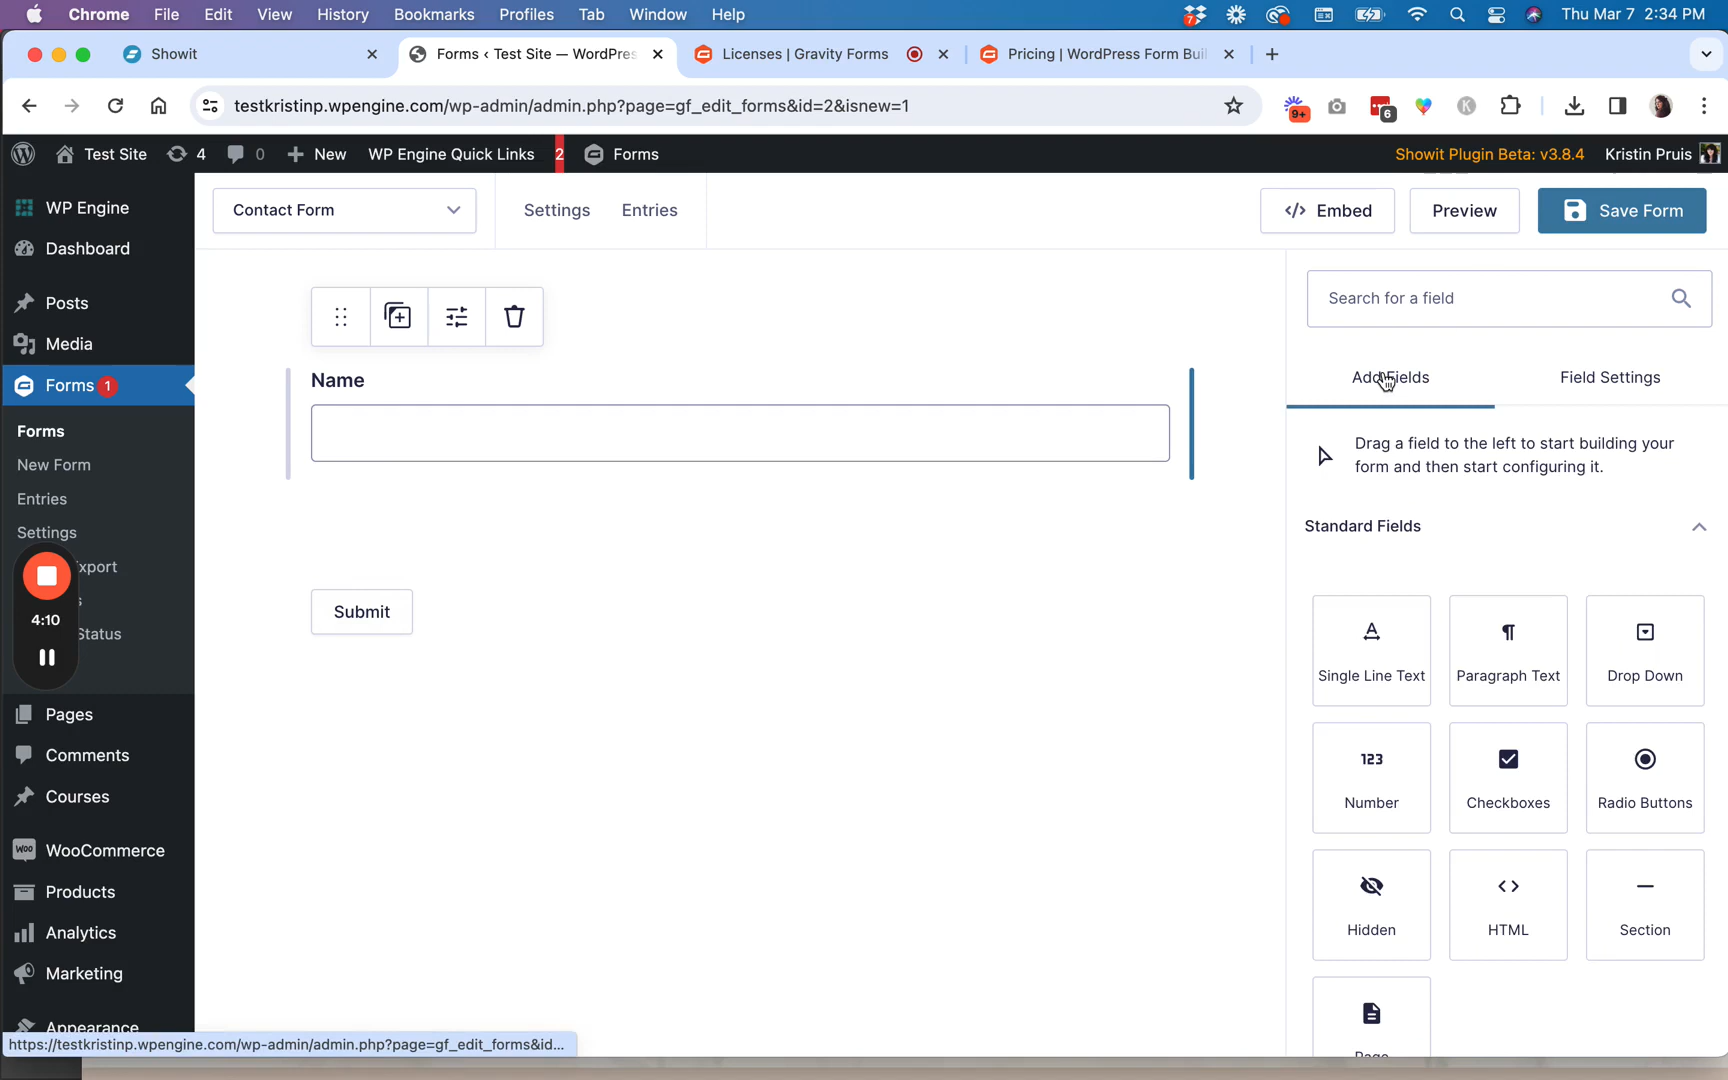 Chrome File Edit View History Bookmarks Profiles Tab Window Help
7
Thu Mar 7 2:34 PM
Showit
Forms ‹ Test Site — WordPres
Licenses | Gravity Forms
Pricing | WordPress Form Buil
testkristinp.wpengine.com/wp-admin/admin.php?page=gf_edit_forms&id=2&isnew=1
9+
6
K
Test Site
4
0
New
WP Engine Quick Links
2
Forms
Showit Plugin Beta: v3.8.4
Kristin Pruis
WP Engine
Dashboard
Posts
Media
Forms 1
Forms
New Form
Entries
Settings
xport
s
Status
4:10
Pages
Comments
Courses
Woo
WooCommerce
Products
Analytics
Marketing
Appearance
https://testkristinp.wpengine.com/wp-admin/admin.php?page=gf_edit_forms&id...
Contact Form
Settings
Entries
Embed
Preview
Save Form
Name
Submit
Search for a field
Add Fields
Field Settings
Drag a field to the left to start building your
form and then start configuring it.
Standard Fields
Single Line Text
Paragraph Text
Drop Down
123
Number
Checkboxes
Radio Buttons
Hidden
HTML
Section
Page